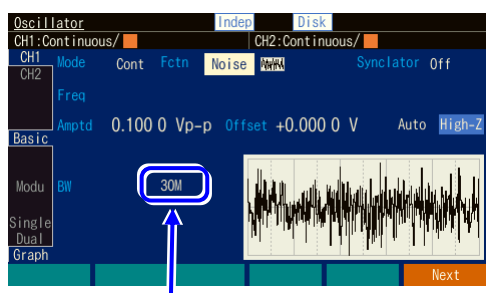 Oscillator Indep Disk
CH1:Continuous/ CH2:Continuous/
CH1 Mode Cont Fctn Noise Synclator Off
CH2
Freq
Amptd 0.100 0 Vp-p Offset +0.000 0 V Auto High-Z
Basic
Modu BW 30M
Single
Dual
Graph
Next